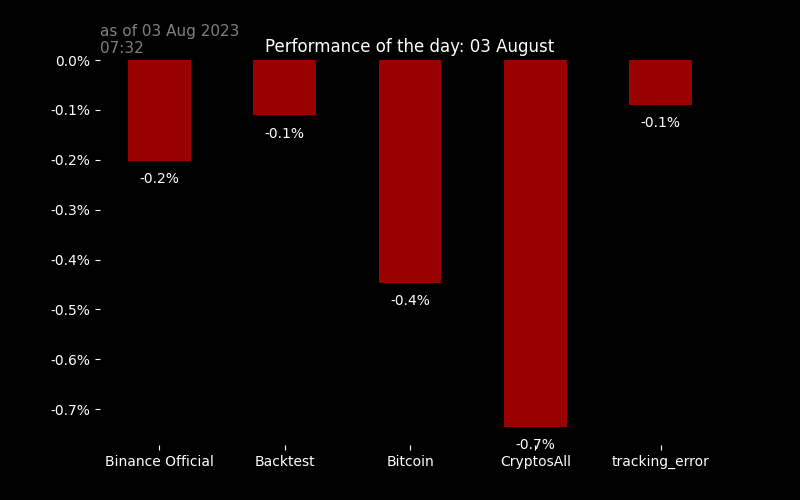 as of 03 Aug 2023
07:32
Performance of the day: 03 August
0.0%
-0.1%
-0.2%
-0.3%
-0.4%
-0.5%
-0.6%
-0.7%
-0.2%
-0.1%
-0.4%
-0.7%
-0.1%
Binance Official
Backtest
Bitcoin
CryptosAll
tracking_error